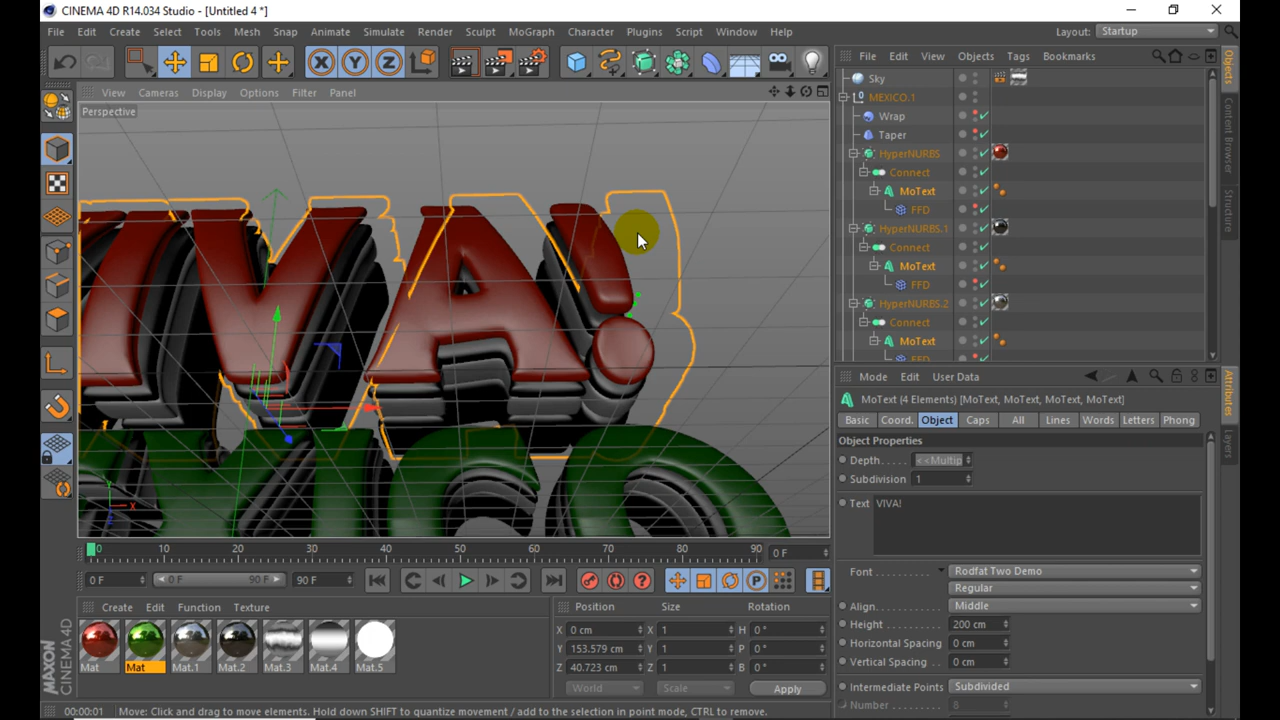 CINEMA 4D R14.034 Studio - [Untitled 4 *]
File Edit Create Select Tools Mesh Snap Animate Simulate Render Sculpt MoGraph Character Plugins Script Window Help
Layout: Startup
File Edit View Objects Tags Bookmarks
View Cameras Display Options Filter Panel
Perspective
Sky
MEXICO.1
Wrap
Taper
HyperNURBS
Connect
MoText
FFD
HyperNURBS.1
Connect
MoText
FFD
HyperNURBS.2
Connect
MoText
FFD
Objects
Content Browser
Structure
Attributes
Layers
IVA!
Y X
Mode Edit User Data
MoText (4 Elements) [MoText, MoText, MoText, MoText]
Basic Coord. Object Caps All Lines Words Letters Phong
Object Properties
Depth <<Multip
Subdivision 1
Text VIVA!
Font Rodfat Two Demo
Regular
Align Middle
Height 200 cm
Horizontal Spacing 0 cm
Vertical Spacing 0 cm
Intermediate Points Subdivided
Number 8
0 10 20 30 40 50 60 70 80 90 0 F
0 F 0 F 90 F 90 F
Create Edit Function Texture
Mat Mat Mat.1 Mat.2 Mat.3 Mat.4 Mat.5
Position Size Rotation
X 0 cm X 1 H 0 °
Y 153.579 cm Y 1 P 0 °
Z 40.723 cm Z 1 B 0 °
World Scale Apply
MAXON
CINEMA 4D
00:00:01 Move: Click and drag to move elements. Hold down SHIFT to quantize movement / add to the selection in point mode, CTRL to remove.